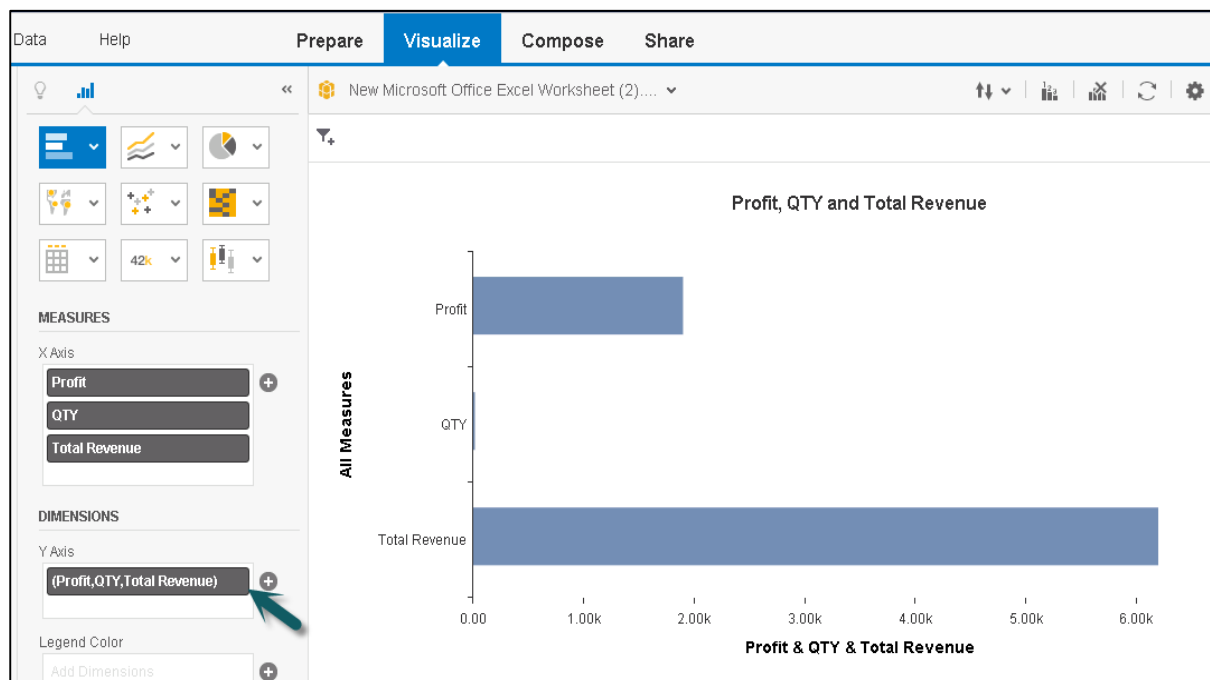 Data Help Prepare Visualize Compose Share
New Microsoft Office Excel Worksheet (2)....
42k
MEASURES
X Axis
Profit
QTY
Total Revenue
DIMENSIONS
Y Axis
(Profit,QTY,Total Revenue)
Legend Color
Add Dimensions
Profit, QTY and Total Revenue
All Measures
Profit
QTY
Total Revenue
0.00 1.00k 2.00k 3.00k 4.00k 5.00k 6.00k
Profit & QTY & Total Revenue